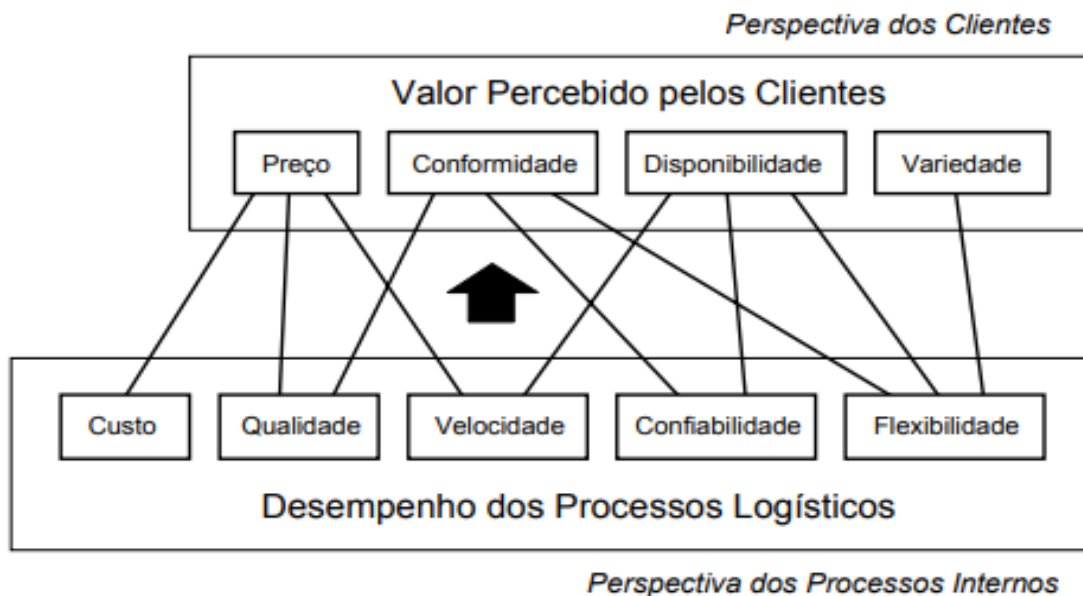 Perspectiva dos Clientes
Valor Percebido pelos Clientes
Preço
Conformidade
Disponibilidade
Variedade
Custo
Qualidade
Velocidade
Confiabilidade
Flexibilidade
Desempenho dos Processos Logísticos
Perspectiva dos Processos Internos